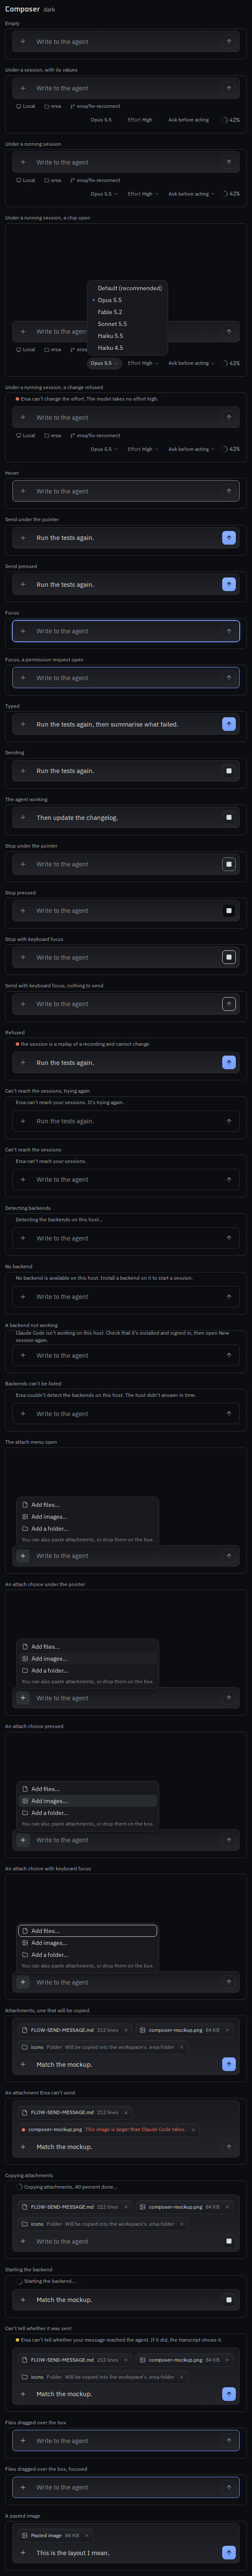 Composer dark
Empty
Write to the agent
Under a session, with its values
Write to the agent
Local ersa ersa/fix-reconnect
Opus 5.5 Effort High Ask before acting 42%
Under a running session
Write to the agent
Local ersa ersa/fix-reconnect
Opus 5.5 Effort High Ask before acting 42%
Under a running session, a chip open
Default (recommended)
Opus 5.5
Fable 5.2
Sonnet 5.5
Haiku 5.5
Haiku 4.5
Write to the agent
Local ersa
Opus 5.5 Effort High Ask before acting 42%
Under a running session, a change refused
Ersa can't change the effort. The model takes no effort high.
Write to the agent
Local ersa ersa/fix-reconnect
Opus 5.5 Effort High Ask before acting 42%
Hover
Write to the agent
Send under the pointer
Run the tests again.
Send pressed
Run the tests again.
Focus
Write to the agent
Focus, a permission request open
Write to the agent
Typed
Run the tests again, then summarise what failed.
Sending
Run the tests again.
The agent working
Then update the changelog.
Stop under the pointer
Write to the agent
Stop pressed
Write to the agent
Stop with keyboard focus
Write to the agent
Send with keyboard focus, nothing to send
Write to the agent
Refused
the session is a replay of a recording and cannot change
Run the tests again.
Can't reach the sessions, trying again
Ersa can't reach your sessions. It's trying again.
Run the tests again.
Can't reach the sessions
Ersa can't reach your sessions.
Write to the agent
Detecting backends
Detecting the backends on this host…
Write to the agent
No backend
No backend is available on this host. Install a backend on it to start a session.
Write to the agent
A backend not working
Claude Code isn't working on this host. Check that it's installed and signed in, then open New
session again.
Write to the agent
Backends can't be listed
Ersa couldn't detect the backends on this host. The host didn't answer in time.
Write to the agent
The attach menu open
Add files…
Add images…
Add a folder…
You can also paste attachments, or drop them on the box.
Write to the agent
An attach choice under the pointer
Add files…
Add images…
Add a folder…
You can also paste attachments, or drop them on the box.
Write to the agent
An attach choice pressed
Add files…
Add images…
Add a folder…
You can also paste attachments, or drop them on the box.
Write to the agent
An attach choice with keyboard focus
Add files…
Add images…
Add a folder…
You can also paste attachments, or drop them on the box.
Write to the agent
Attachments, one that will be copied
FLOW-SEND-MESSAGE.md 212 lines composer-mockup.png 84 KB
icons Folder Will be copied into the workspace's .ersa folder
Match the mockup.
An attachment Ersa can't send
FLOW-SEND-MESSAGE.md 212 lines
composer-mockup.png This image is larger than Claude Code takes.
Match the mockup.
Copying attachments
Copying attachments, 40 percent done…
FLOW-SEND-MESSAGE.md 212 lines composer-mockup.png 84 KB
icons Folder Will be copied into the workspace's .ersa folder
Write to the agent
Starting the backend
Starting the backend…
Match the mockup.
Can't tell whether it was sent
Ersa can't tell whether your message reached the agent. If it did, the transcript shows it.
FLOW-SEND-MESSAGE.md 212 lines composer-mockup.png 84 KB
icons Folder Will be copied into the workspace's .ersa folder
Match the mockup.
Files dragged over the box
Write to the agent
Files dragged over the box, focused
Write to the agent
A pasted image
Pasted image 84 KB
This is the layout I mean.